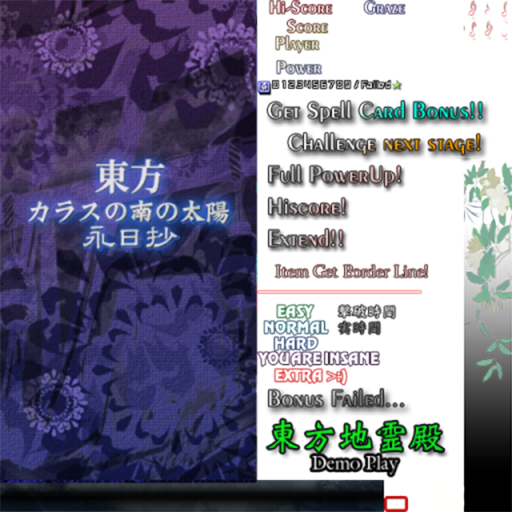 東方
カラスの南の太陽
永日抄
Hi-Score Graze
Score
Player
Power
0123456789/Failed★
Get Spell Card Bonus!!
Challenge next stage!
Full PowerUp!
Hiscore!
Extend!!
Item Get Border Line!
EASY 撃破時間
NORMAL 実時間
HARD
YOU ARE INSANE
EXTRA >:)
Bonus Failed...
東方地霊殿
Demo Play